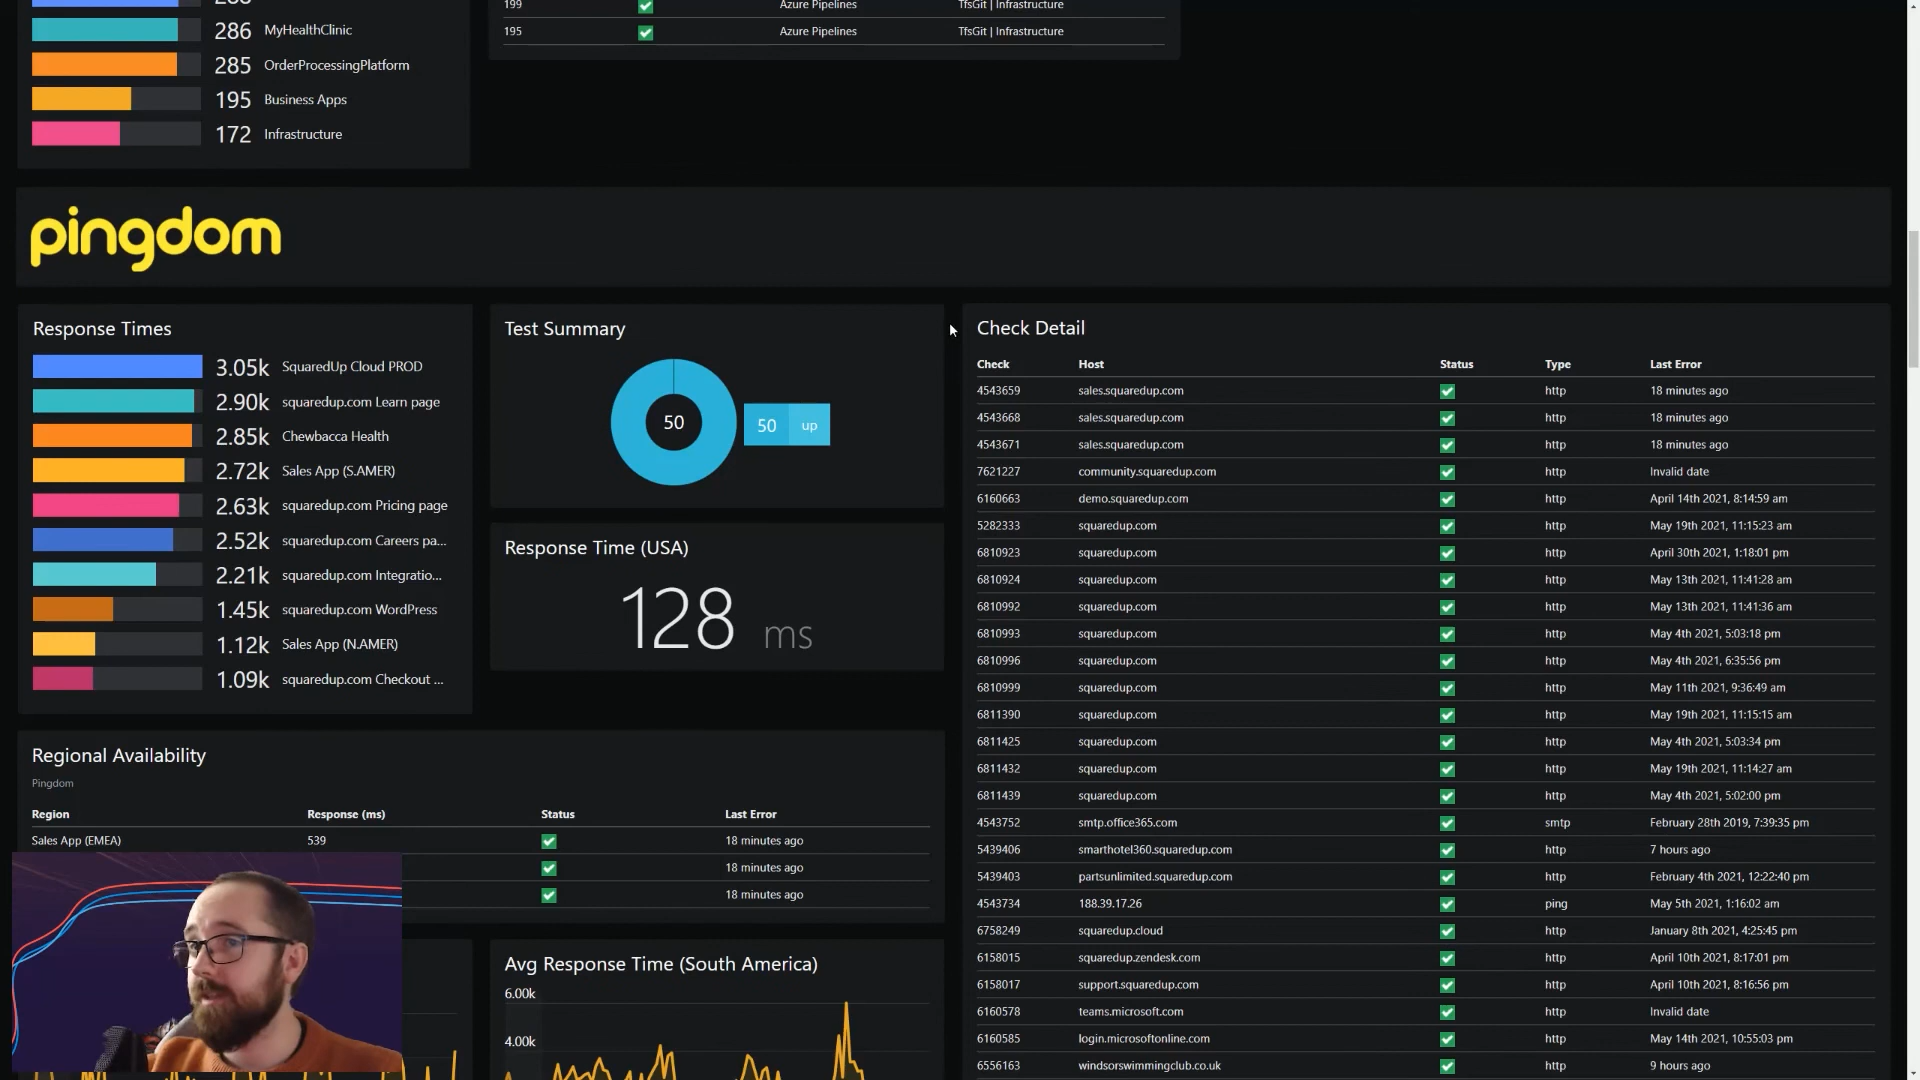 199 Azure Pipelines TfsGit | Infrastructure
286 MyHealthClinic
195 Azure Pipelines TfsGit | Infrastructure
285 OrderProcessingPlatform
195 Business Apps
172 Infrastructure
pingdom
Response Times
3.05k SquaredUp Cloud PROD
2.90k squaredup.com Learn page
2.85k Chewbacca Health
2.72k Sales App (S.AMER)
2.63k squaredup.com Pricing page
2.52k squaredup.com Careers pa...
2.21k squaredup.com Integratio...
1.45k squaredup.com WordPress
1.12k Sales App (N.AMER)
1.09k squaredup.com Checkout ...
Test Summary
50
50 up
Response Time (USA)
128 ms
Regional Availability
Pingdom
Region Response (ms) Status Last Error
Sales App (EMEA) 539 18 minutes ago
18 minutes ago
18 minutes ago
Avg Response Time (South America)
6.00k
4.00k
Check Detail
Check Host Status Type Last Error
4543659 sales.squaredup.com http 18 minutes ago
4543668 sales.squaredup.com http 18 minutes ago
4543671 sales.squaredup.com http 18 minutes ago
7621227 community.squaredup.com http Invalid date
6160663 demo.squaredup.com http April 14th 2021, 8:14:59 am
5282333 squaredup.com http May 19th 2021, 11:15:23 am
6810923 squaredup.com http April 30th 2021, 1:18:01 pm
6810924 squaredup.com http May 13th 2021, 11:41:28 am
6810992 squaredup.com http May 13th 2021, 11:41:36 am
6810993 squaredup.com http May 4th 2021, 5:03:18 pm
6810996 squaredup.com http May 4th 2021, 6:35:56 pm
6810999 squaredup.com http May 11th 2021, 9:36:49 am
6811390 squaredup.com http May 19th 2021, 11:15:15 am
6811425 squaredup.com http May 4th 2021, 5:03:34 pm
6811432 squaredup.com http May 19th 2021, 11:14:27 am
6811439 squaredup.com http May 4th 2021, 5:02:00 pm
4543752 smtp.office365.com smtp February 28th 2019, 7:39:35 pm
5439406 smarthotel360.squaredup.com http 7 hours ago
5439403 partsunlimited.squaredup.com http February 4th 2021, 12:22:40 pm
4543734 188.39.17.26 ping May 5th 2021, 1:16:02 am
6758249 squaredup.cloud http January 8th 2021, 4:25:45 pm
6158015 squaredup.zendesk.com http April 10th 2021, 8:17:01 pm
6158017 support.squaredup.com http April 10th 2021, 8:16:56 pm
6160578 teams.microsoft.com http Invalid date
6160585 login.microsoftonline.com http May 14th 2021, 10:55:03 pm
6556163 windsorswimmingclub.co.uk http 9 hours ago